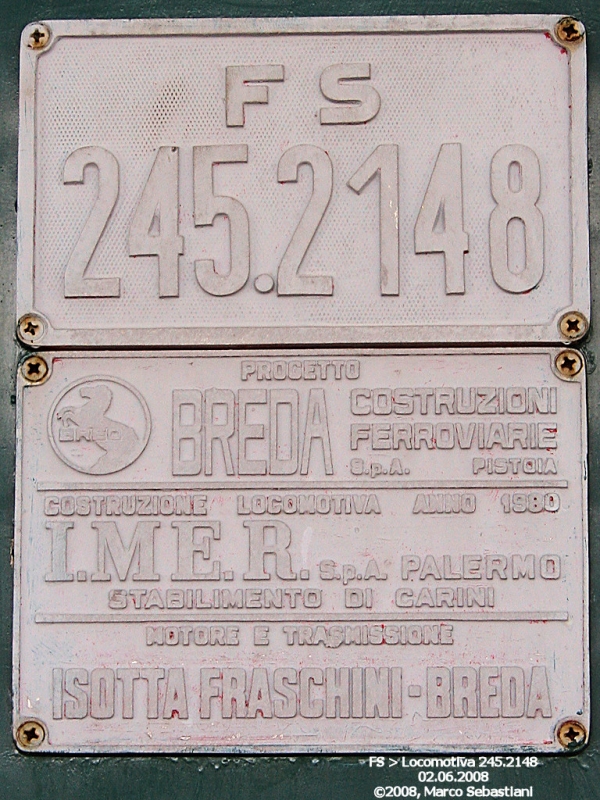 FS
245.2148
PROGETTO
BREDA
COSTRUZIONI
FERROVIARIE
S.p.A. PISTOIA
COSTRUZIONE LOCOMOTIVA ANNO 1980
I.M.E.R. S.p.A. PALERMO
STABILIMENTO DI CARINI
MOTORE E TRASMISSIONE
ISOTTA FRASCHINI-BREDA
FS > Locomotiva 245.2148
02.06.2008
©2008, Marco Sebastiani